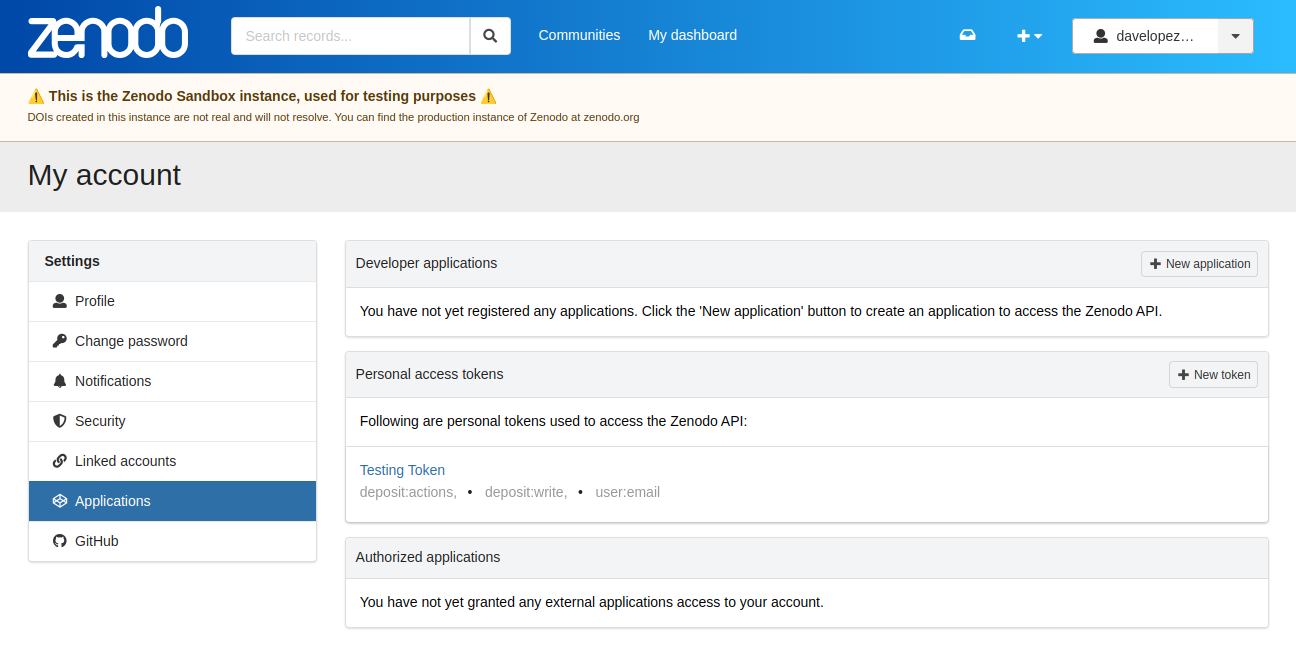 zenodo
Search records...
Communities
My dashboard
davelopez...
⚠️ This is the Zenodo Sandbox instance, used for testing purposes ⚠️
DOIs created in this instance are not real and will not resolve. You can find the production instance of Zenodo at zenodo.org
My account
Settings
Profile
Change password
Notifications
Security
Linked accounts
Applications
GitHub
Developer applications
New application
You have not yet registered any applications. Click the 'New application' button to create an application to access the Zenodo API.
Personal access tokens
New token
Following are personal tokens used to access the Zenodo API:
Testing Token
deposit:actions, • deposit:write, • user:email
Authorized applications
You have not yet granted any external applications access to your account.